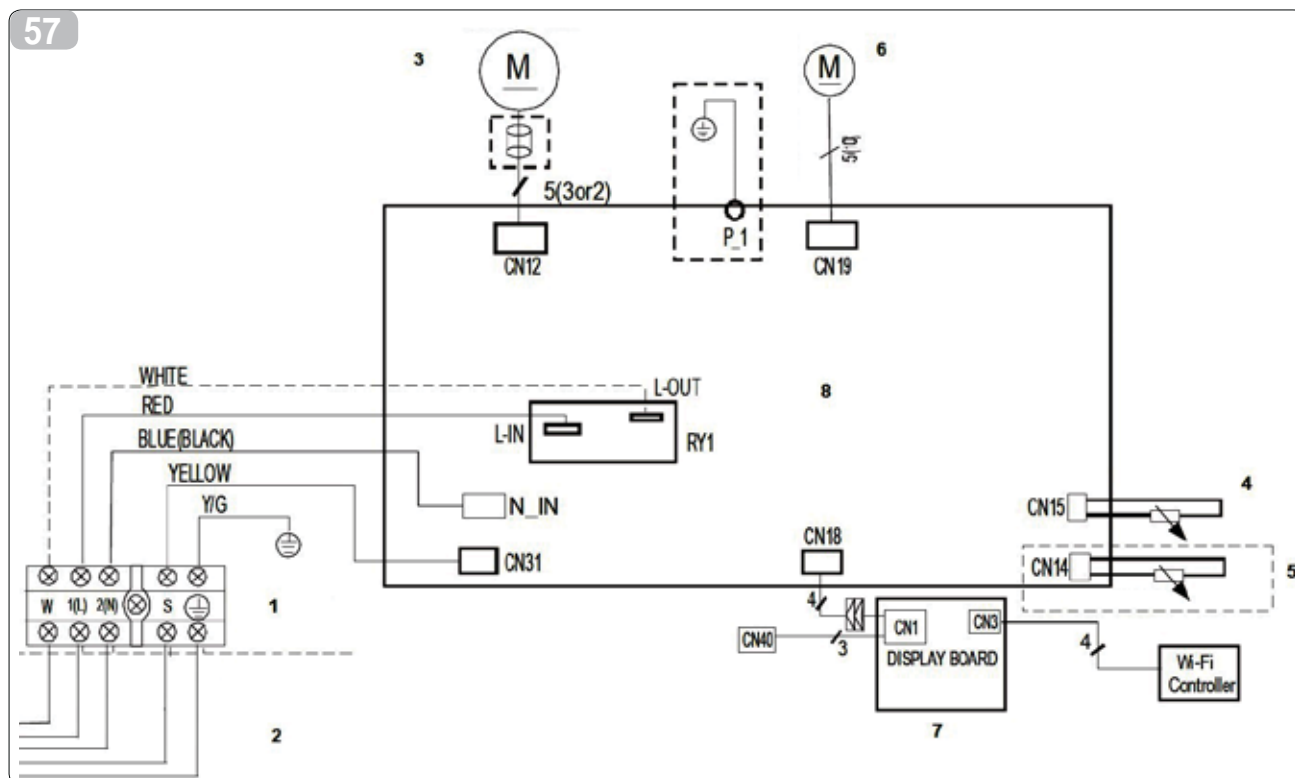 57
3
M
6
M
5(3or2)
5(10)
P_1
CN12
CN19
WHITE
L-OUT
RED
8
L-IN
RY1
BLUE(BLACK)
YELLOW
4
Y/G
N_IN
CN15
CN18
CN31
CN14
5
W
1(L)
2(N)
S
1
4
CN1
CN3
CN40
3
4
DISPLAY BOARD
Wi-Fi
Controller
2
7